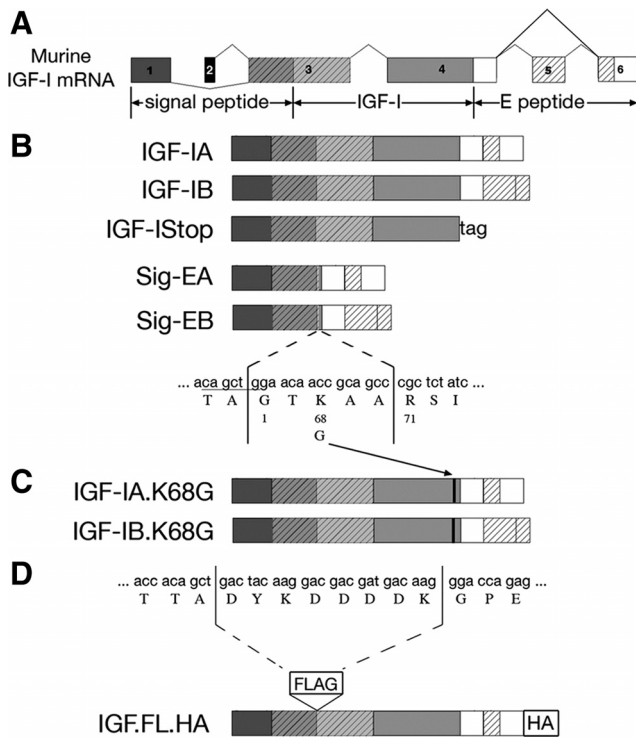 A
Murine
IGF-I mRNA
1 2 3 4 5 6
signal peptide IGF-I E peptide
B
IGF-IA
IGF-IB
IGF-IStop tag
Sig-EA
Sig-EB
... aca gct gga aca acc gca gcc cgc tct atc ...
T A G T K A A R S I
1 68 71
G
C
IGF-IA.K68G
IGF-IB.K68G
D
... acc aca gct gac tac aag gac gac gat gac aag gga cca gag ...
T T A D Y K D D D D K G P E
FLAG
IGF.FL.HA HA